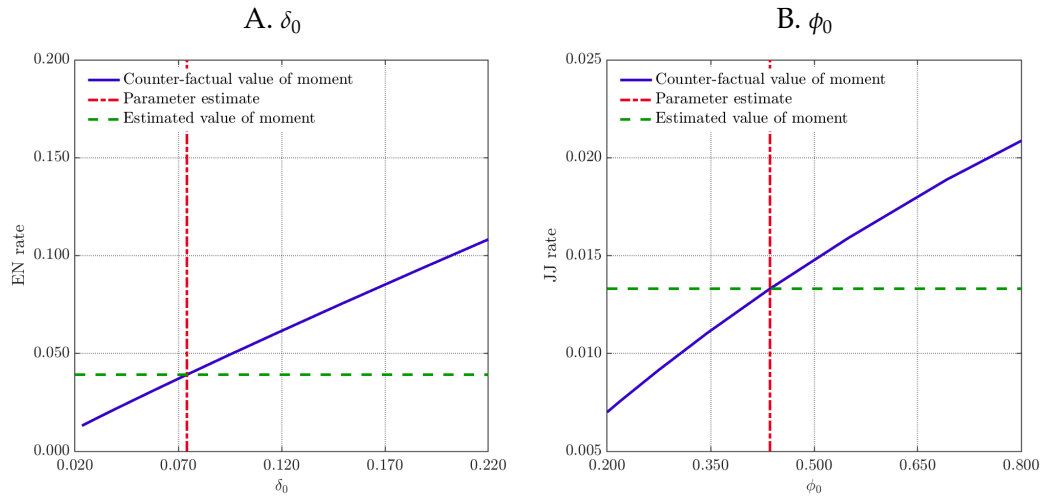 A. δ₀
0.200
Counter-factual value of moment
Parameter estimate
Estimated value of moment
0.150
0.100
EN rate
0.050
0.000
0.020 0.070 0.120 0.170 0.220
δ₀
B. ϕ₀
0.025
Counter-factual value of moment
Parameter estimate
Estimated value of moment
0.020
0.015
JJ rate
0.010
0.005
0.200 0.350 0.500 0.650 0.800
ϕ₀